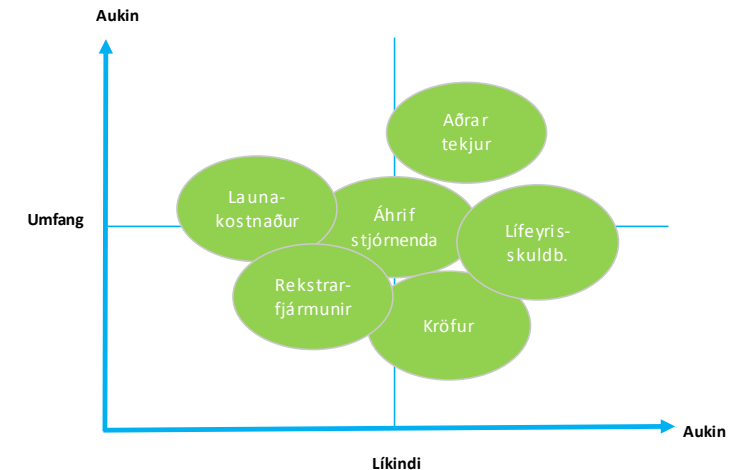 Aukin
Aðrar
tekjur
Launa-
kostnaður
Áhrif
stjórnenda
Umfang
Lífeyris-
skuldb.
Rekstrar-
fjármunir
Kröfur
Aukin
Líkindi